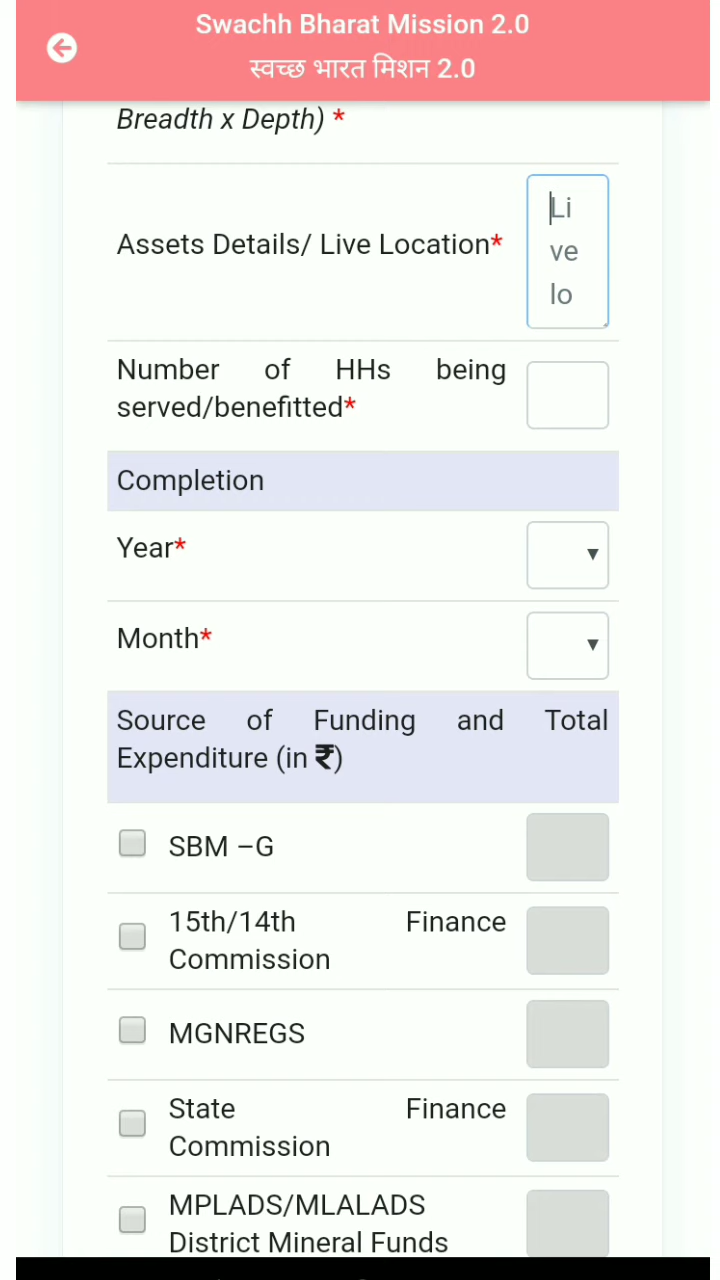 Swachh Bharat Mission 2.0
स्वच्छ भारत मिशन 2.0
Breadth x Depth) *
Assets Details/ Live Location*
Li
ve
lo
Number of HHs being
served/benefitted*
Completion
Year*
Month*
Source of Funding and Total
Expenditure (in ₹)
SBM –G
15th/14th Finance
Commission
MGNREGS
State Finance
Commission
MPLADS/MLALADS
District Mineral Funds